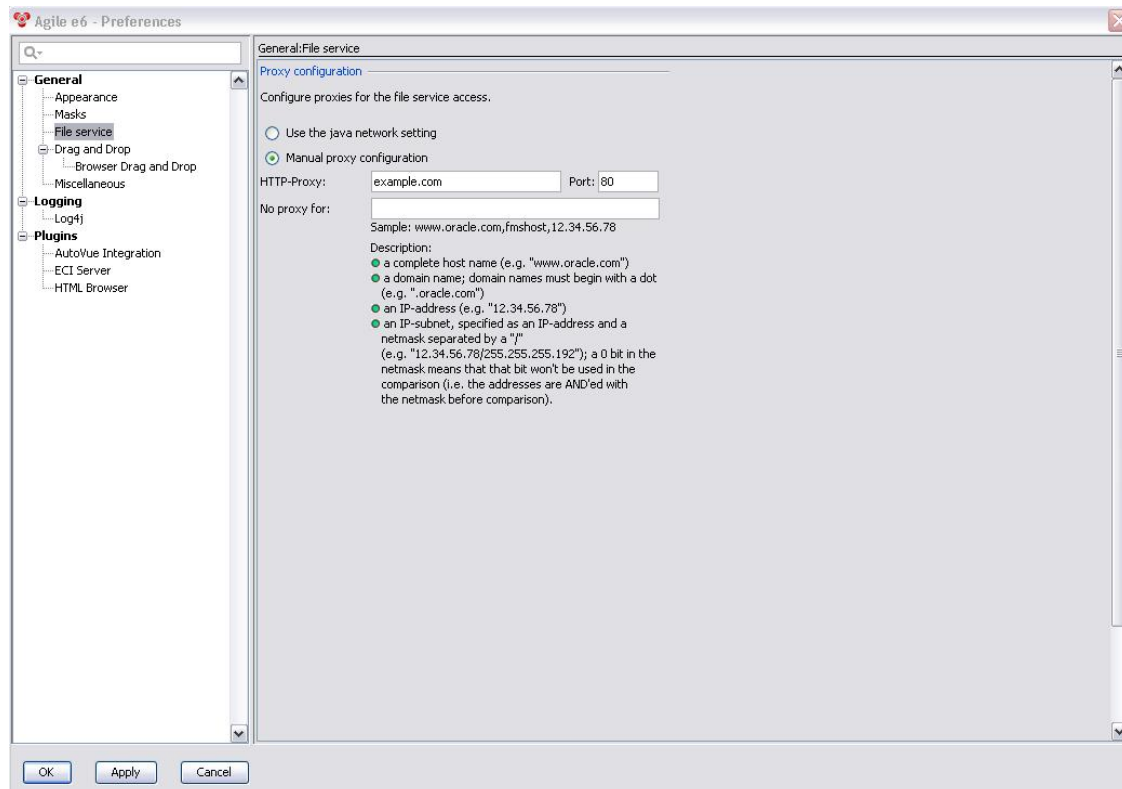 Agile e6 - Preferences
General
Appearance
Masks
File service
Drag and Drop
Browser Drag and Drop
Miscellaneous
Logging
Log4j
Plugins
AutoVue Integration
ECI Server
HTML Browser
General:File service
Proxy configuration
Configure proxies for the file service access.
Use the java network setting
Manual proxy configuration
HTTP-Proxy: example.com Port: 80
No proxy for:
Sample: www.oracle.com,fmshost,12.34.56.78
Description:
a complete host name (e.g. "www.oracle.com")
a domain name; domain names must begin with a dot
(e.g. ".oracle.com")
an IP-address (e.g. "12.34.56.78")
an IP-subnet, specified as an IP-address and a
netmask separated by a "/"
(e.g. "12.34.56.78/255.255.255.192"); a 0 bit in the
netmask means that that bit won't be used in the
comparison (i.e. the addresses are AND'ed with
the netmask before comparison).
OK Apply Cancel